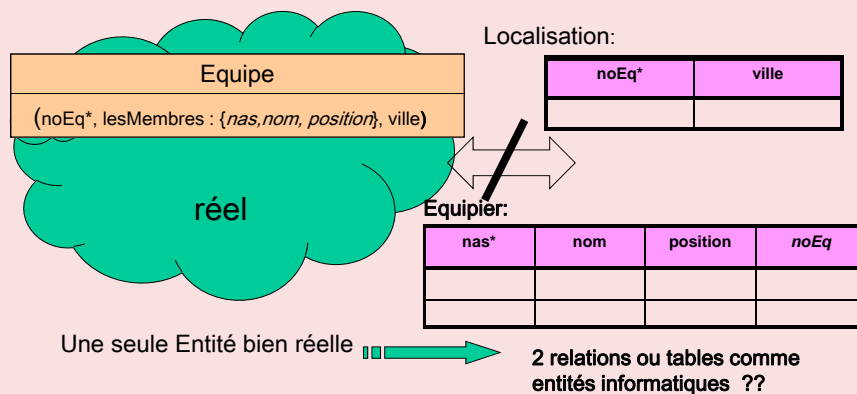 Localisation:
Equipe
(noEq*, lesMembres : {nas,nom, position}, ville)
noEq* ville
réel
Equipier:
nas* nom position noEq
Une seule Entité bien réelle
2 relations ou tables comme
entités informatiques ??